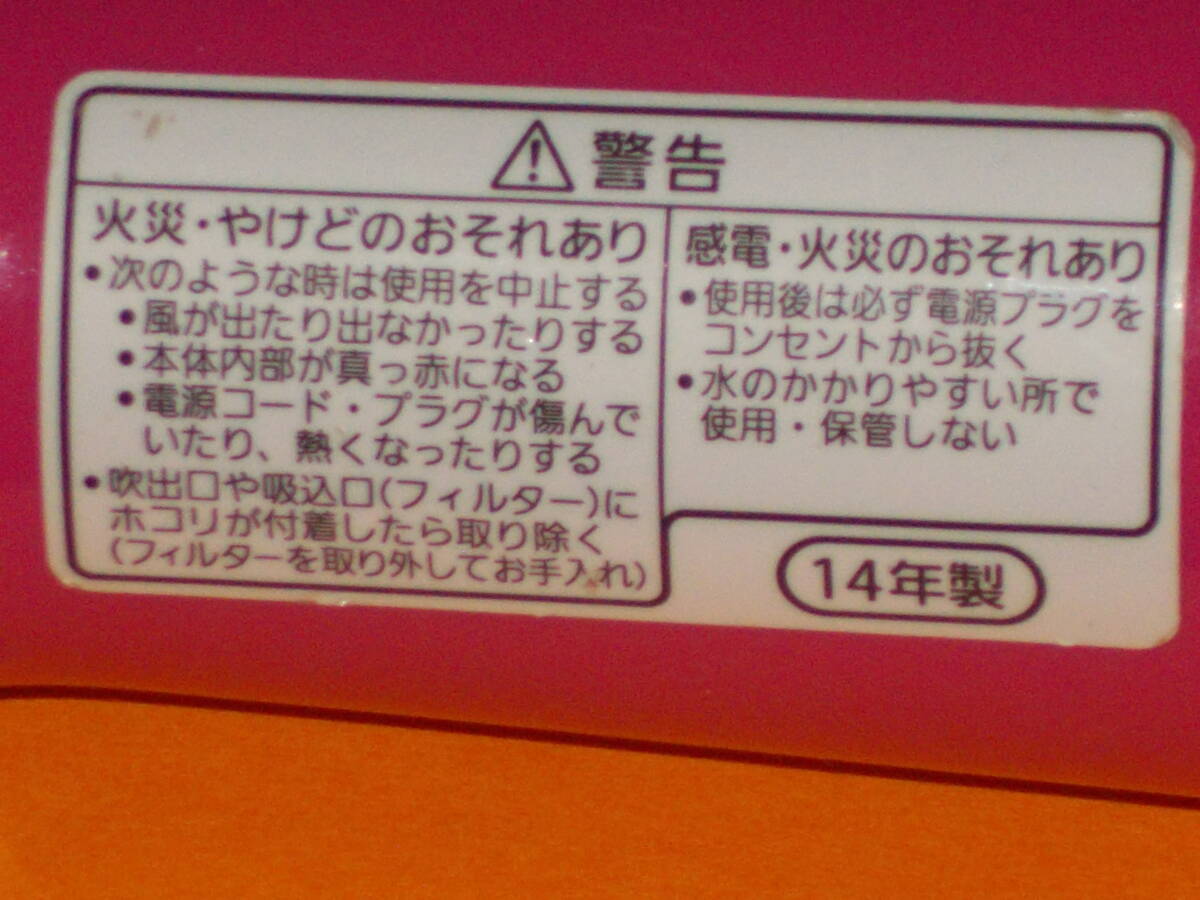 ⚠警告
火災・やけどのおそれあり
•次のような時は使用を中止する
•風が出たり出なかったりする
•本体内部が真っ赤になる
•電源コード・プラグが傷んで
いたり、熱くなったりする
•吹出口や吸込口(フィルター)に
ホコリが付着したら取り除く
(フィルターを取り外してお手入れ)
感電・火災のおそれあり
•使用後は必ず電源プラグを
コンセントから抜く
•水のかかりやすい所で
使用・保管しない
14年製